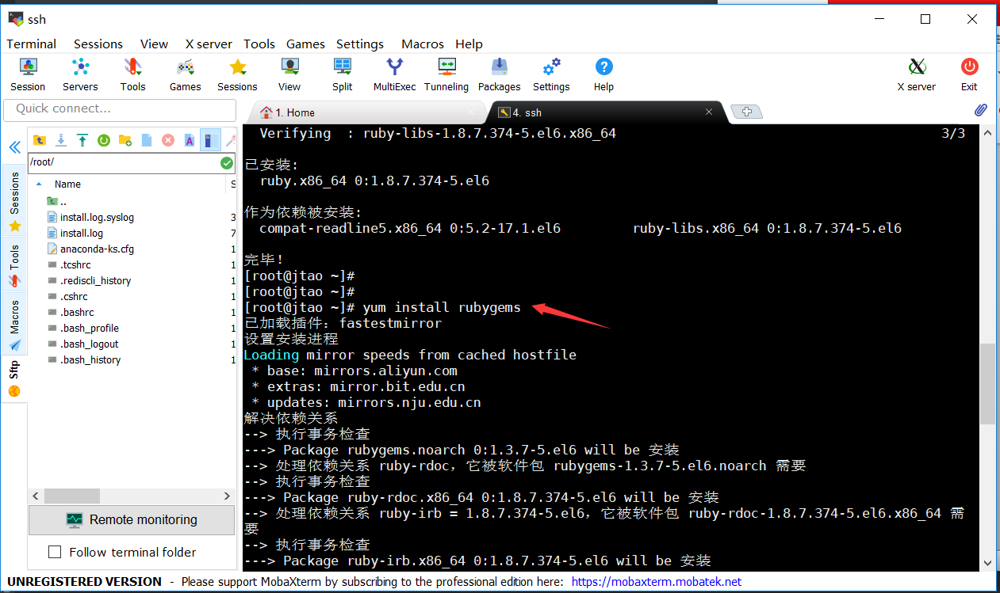 ssh
Terminal Sessions View X server Tools Games Settings Macros Help
Session Servers Tools Games Sessions View Split MultiExec Tunneling Packages Settings Help X server Exit
Quick connect...
1. Home
4. ssh
/root/
Name S
..
install.log.syslog 3
install.log 7
anaconda-ks.cfg 1
.tcshrc 1
.rediscli_history 1
.cshrc 1
.bashrc 1
.bash_profile 1
.bash_logout 1
.bash_history 1
Sessions
Tools
Macros
Sftp
Remote monitoring
Follow terminal folder
Verifying : ruby-libs-1.8.7.374-5.el6.x86_64 3/3
已安装:
ruby.x86_64 0:1.8.7.374-5.el6
作为依赖被安装:
compat-readline5.x86_64 0:5.2-17.1.el6 ruby-libs.x86_64 0:1.8.7.374-5.el6
完毕!
[root@jtao ~]#
[root@jtao ~]#
[root@jtao ~]# yum install rubygems
已加载插件: fastestmirror
设置安装进程
Loading mirror speeds from cached hostfile
* base: mirrors.aliyun.com
* extras: mirror.bit.edu.cn
* updates: mirrors.nju.edu.cn
解决依赖关系
--> 执行事务检查
---> Package rubygems.noarch 0:1.3.7-5.el6 will be 安装
--> 处理依赖关系 ruby-rdoc，它被软件包 rubygems-1.3.7-5.el6.noarch 需要
--> 执行事务检查
---> Package ruby-rdoc.x86_64 0:1.8.7.374-5.el6 will be 安装
--> 处理依赖关系 ruby-irb = 1.8.7.374-5.el6，它被软件包 ruby-rdoc-1.8.7.374-5.el6.x86_64 需
要
--> 执行事务检查
---> Package ruby-irb.x86_64 0:1.8.7.374-5.el6 will be 安装
UNREGISTERED VERSION - Please support MobaXterm by subscribing to the professional edition here: https://mobaxterm.mobatek.net